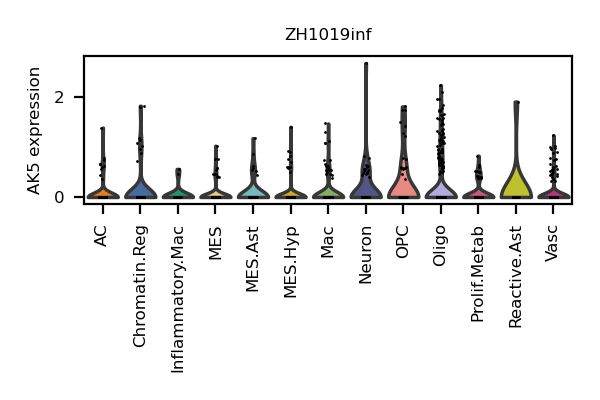 ZH1019inf
AK5 expression
2
0
AC
Chromatin.Reg
Inflammatory.Mac
MES
MES.Ast
MES.Hyp
Mac
Neuron
OPC
Oligo
Prolif.Metab
Reactive.Ast
Vasc